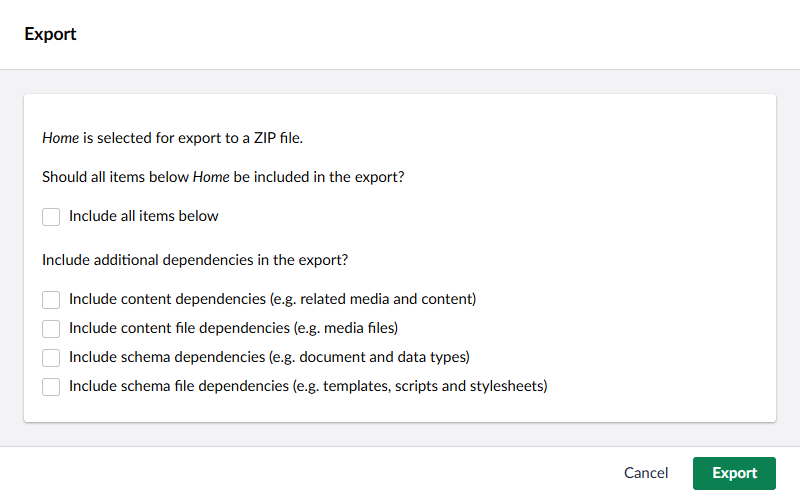 Export
Home is selected for export to a ZIP file.
Should all items below Home be included in the export?
Include all items below
Include additional dependencies in the export?
Include content dependencies (e.g. related media and content)
Include content file dependencies (e.g. media files)
Include schema dependencies (e.g. document and data types)
Include schema file dependencies (e.g. templates, scripts and stylesheets)
Cancel Export